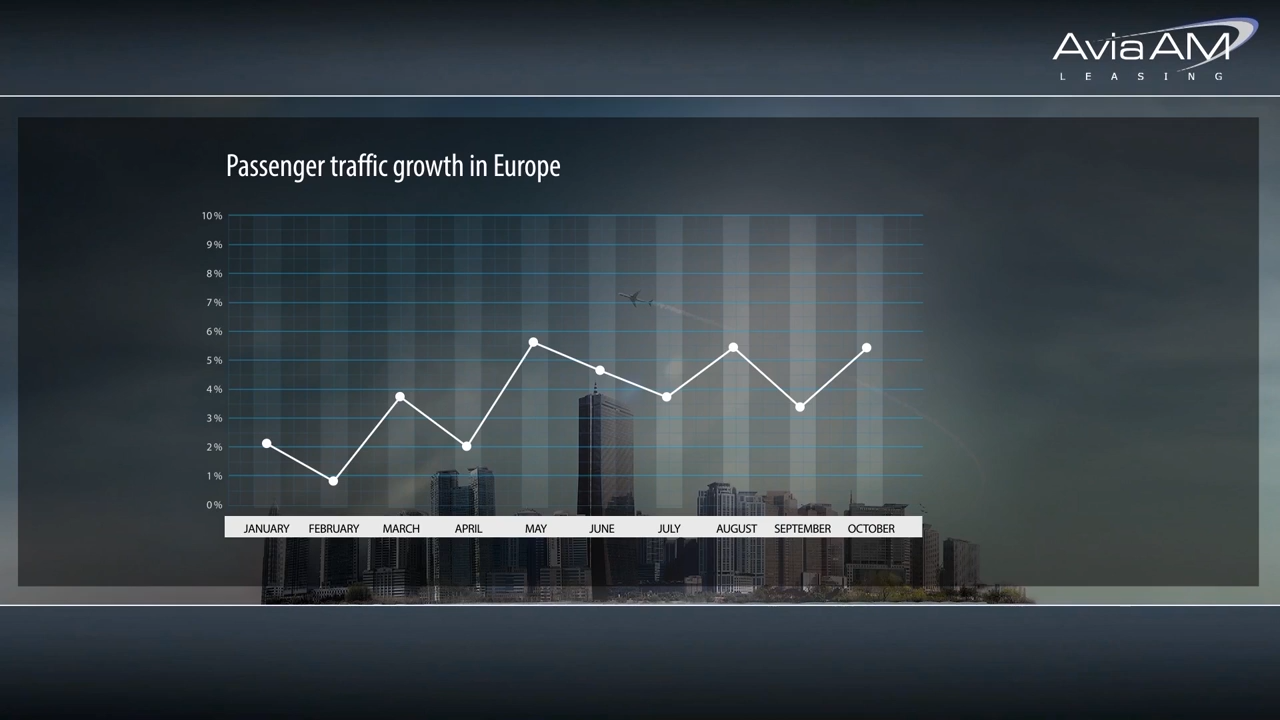 AviaAM
LEASING
Passenger traffic growth in Europe
10 %
9 %
8 %
7 %
6 %
5 %
4 %
3 %
2 %
1 %
0 %
JANUARY FEBRUARY MARCH APRIL MAY JUNE JULY AUGUST SEPTEMBER OCTOBER